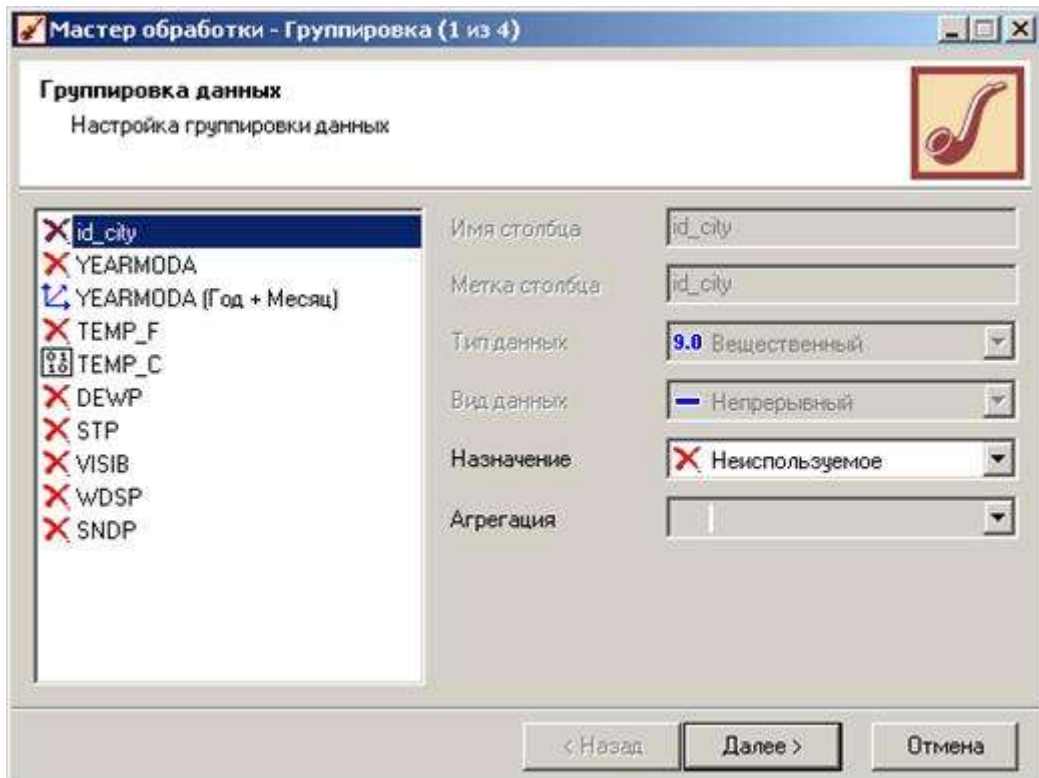 Мастер обработки - Группировка (1 из 4)
Группировка данных
Настройка группировки данных
id_city
YEARMODA
YEARMODA (Год + Месяц)
TEMP_F
TEMP_C
DEWP
STP
VISIB
WDSP
SNDP
Имя столбца id_city
Метка столбца id_city
Тип данных 9.0 Вещественный
Вид данных Непрерывный
Назначение Неиспользуемое
Агрегация
< Назад Далее > Отмена